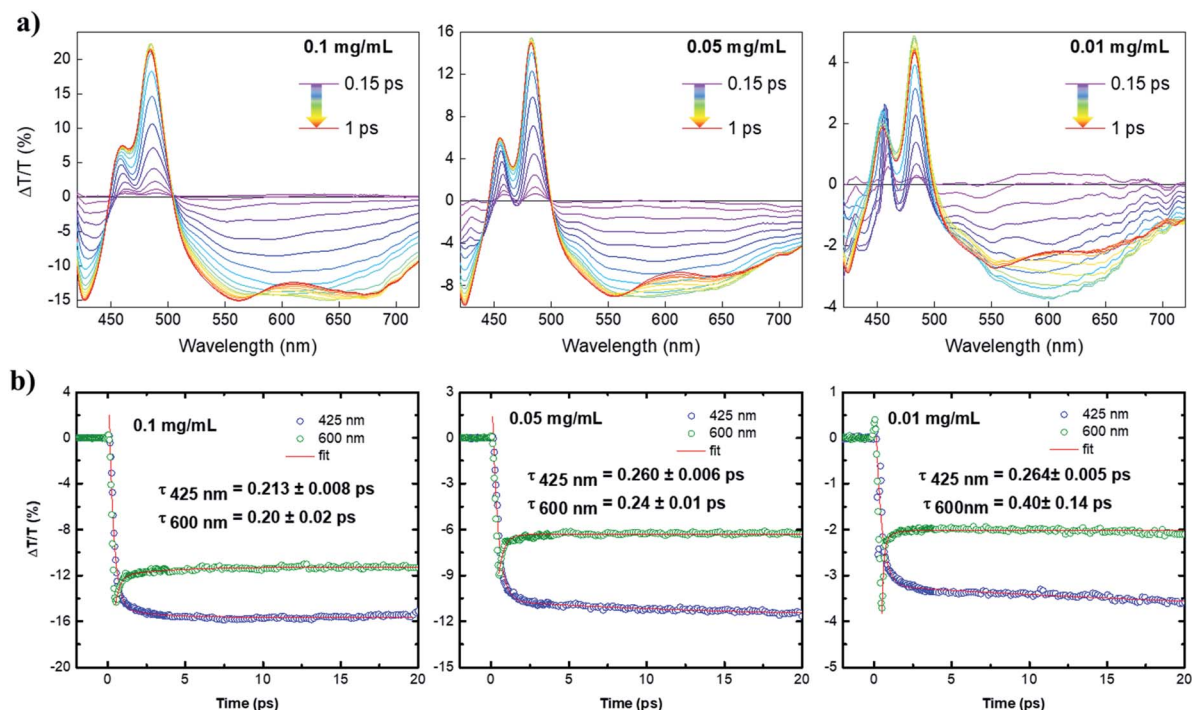 a)
0.1 mg/mL
0.15 ps
1 ps
ΔT/T (%)
20
15
10
5
0
-5
-10
-15
450 500 550 600 650 700
Wavelength (nm)
0.05 mg/mL
0.15 ps
1 ps
16
12
8
4
0
-4
-8
450 500 550 600 650 700
Wavelength (nm)
0.01 mg/mL
0.15 ps
1 ps
4
2
0
-2
4
450 500 550 600 650 700
Wavelength (nm)
b)
0.1 mg/mL
425 nm
600 nm
fit
τ 425 nm = 0.213 ± 0.008 ps
τ 600 nm = 0.20 ± 0.02 ps
ΔT/T (%)
4
0
-4
-8
-12
-16
-20
0 5 10 15 20
Time (ps)
0.05 mg/mL
425 nm
600 nm
fit
τ 425 nm = 0.260 ± 0.006 ps
τ 600 nm = 0.24 ± 0.01 ps
3
0
-3
-6
-9
-12
-15
0 5 10 15 20
Time (ps)
0.01 mg/mL
425 nm
600 nm
fit
τ 425 nm = 0.264± 0.005 ps
τ 600nm = 0.40± 0.14 ps
1
0
-1
-2
-3
-4
-5
0 5 10 15 20
Time (ps)